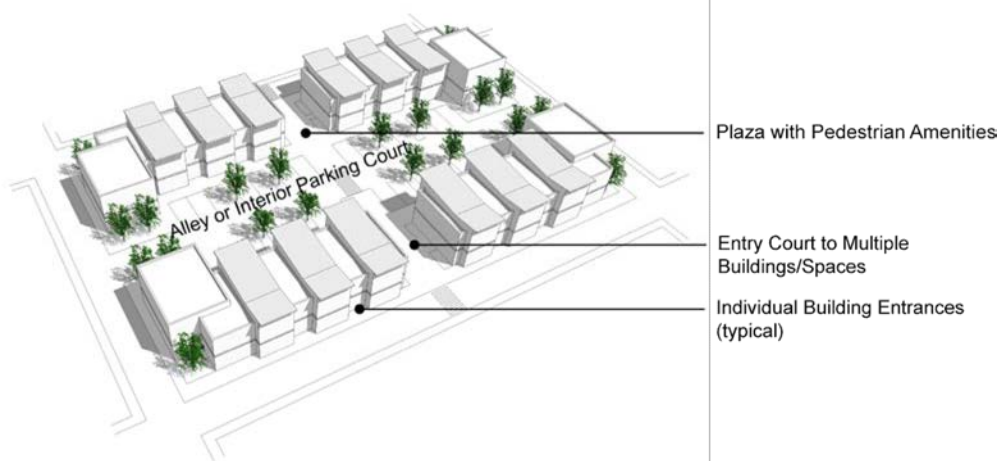 Plaza with Pedestrian Amenities
Alley or Interior Parking Court
Entry Court to Multiple
Buildings/Spaces
Individual Building Entrances
(typical)